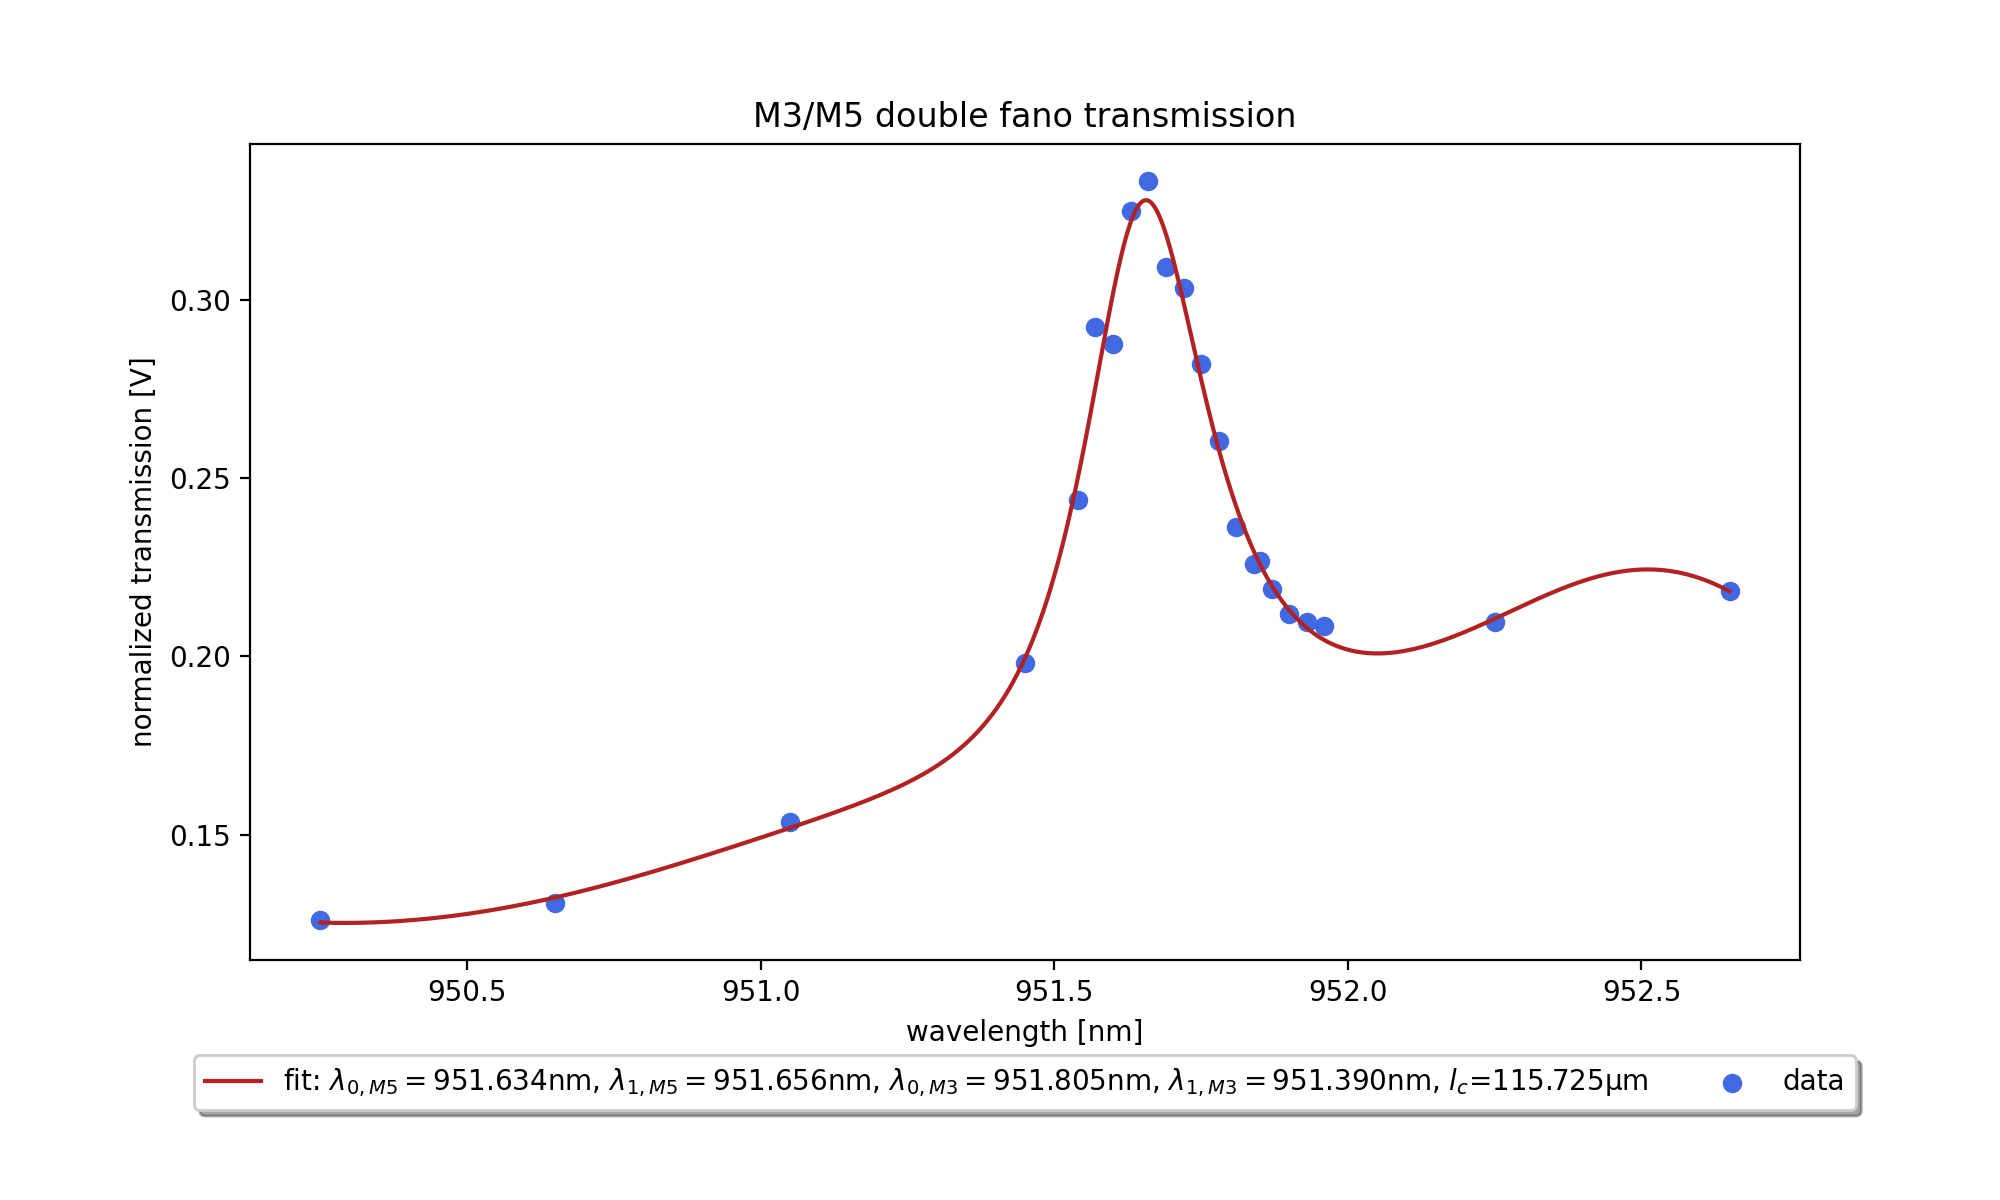 M3/M5 double fano transmission
normalized transmission [V]
0.30
0.25
0.20
0.15
950.5 951.0 951.5 952.0 952.5
wavelength [nm]
fit: λ0,M5 = 951.634nm, λ1,M5 = 951.656nm, λ0,M3 = 951.805nm, λ1,M3 = 951.390nm, lc=115.725μm data